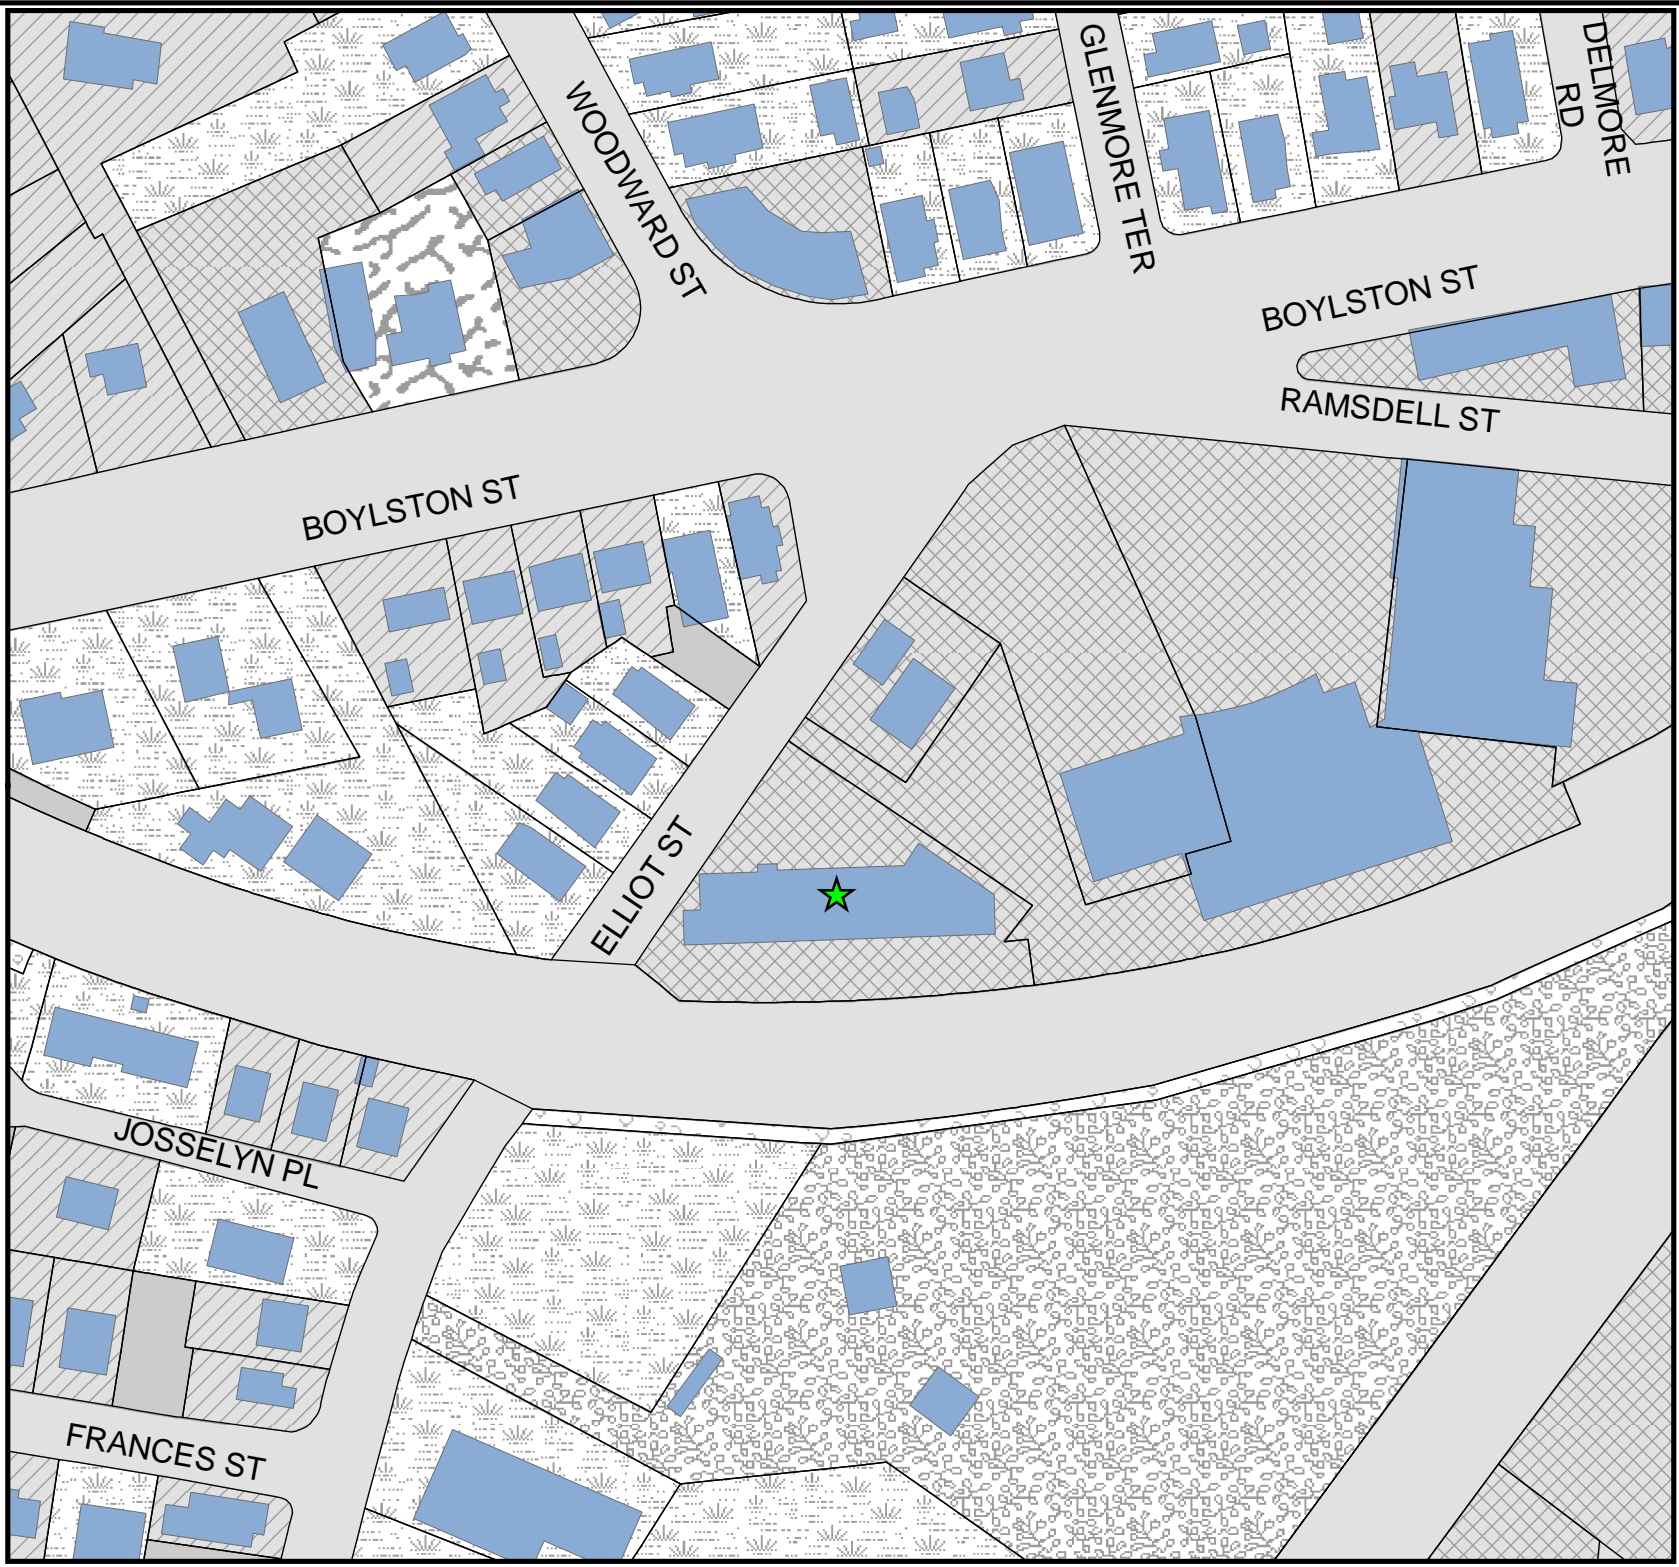 WOODWARD ST
GLENMORE TER
DELMORE
RD
BOYLSTON ST
RAMSDELL ST
BOYLSTON ST
ELLIOT ST
JOSSELYN PL
FRANCES ST